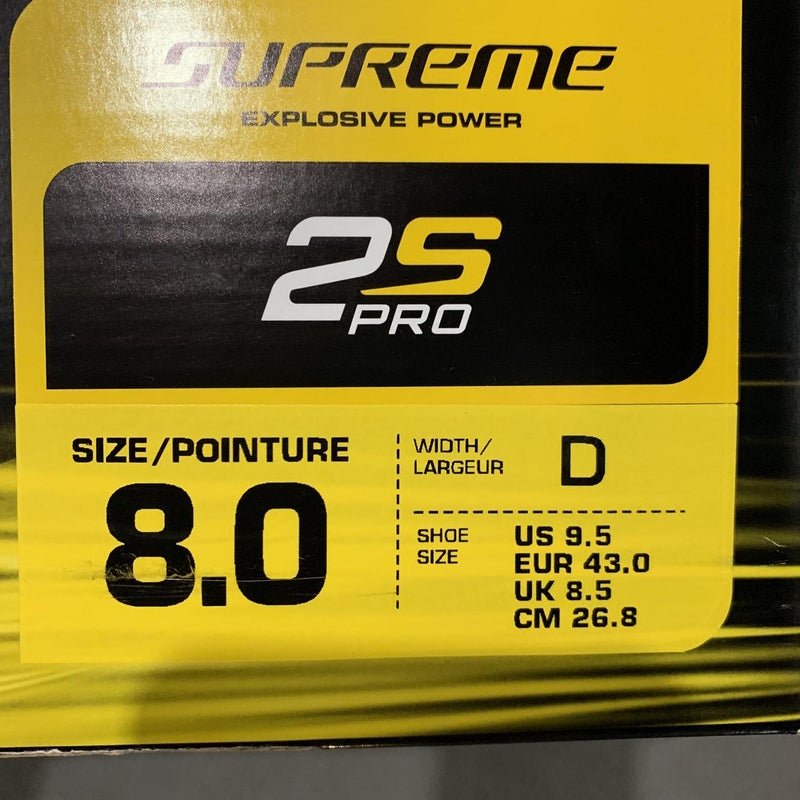 SUPREME
EXPLOSIVE POWER
2S
PRO
SIZE/POINTURE
8.0
WIDTH/
LARGEUR
D
SHOE
SIZE
US 9.5
EUR 43.0
UK 8.5
CM 26.8